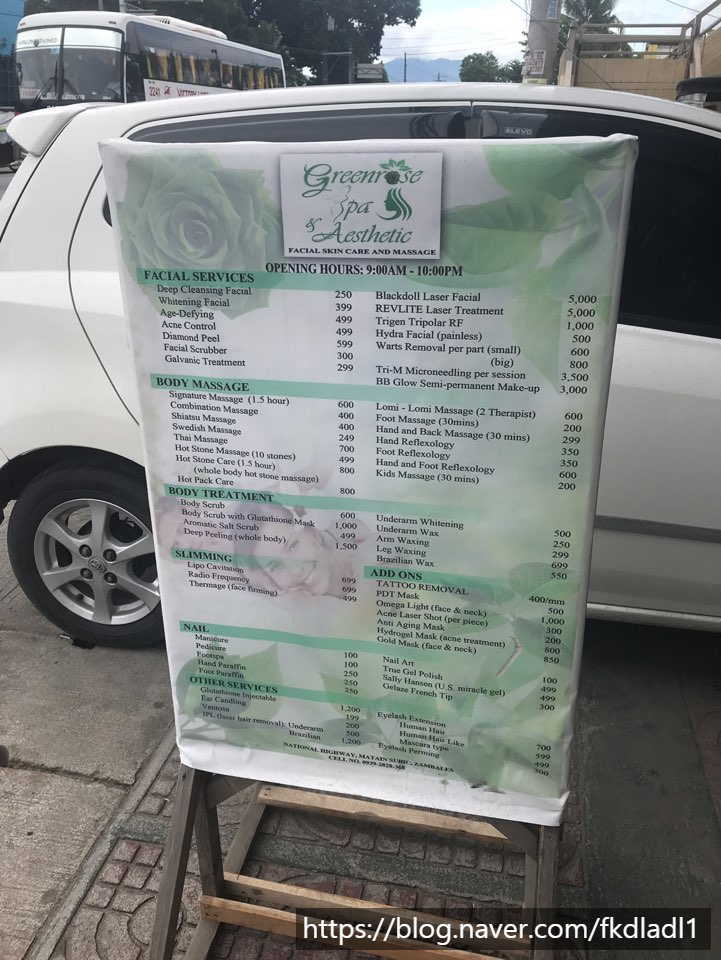 2241
VICTORY
ELEVO
Greenrose
Spa
& Aesthetic
FACIAL SKIN CARE AND MASSAGE
OPENING HOURS: 9:00AM - 10:00PM
FACIAL SERVICES
Deep Cleansing Facial 250
Whitening Facial 399
Age-Defying 499
Acne Control 499
Diamond Peel 599
Facial Scrubber 300
Galvanic Treatment 299
Blackdoll Laser Facial 5,000
REVLITE Laser Treatment 5,000
Trigen Tripolar RF 1,000
Hydra Facial (painless) 500
Warts Removal per part (small) 600
(big) 800
Tri-M Microneedling per session 3,500
BB Glow Semi-permanent Make-up 3,000
BODY MASSAGE
Signature Massage (1.5 hour) 600
Combination Massage 400
Shiatsu Massage 400
Swedish Massage 249
Thai Massage 700
Hot Stone Massage (10 stones) 499
Hot Stone Care (1.5 hour) 800
(whole body hot stone massage)
Hot Pack Care 800
Lomi - Lomi Massage (2 Therapist) 600
Foot Massage (30mins) 200
Hand and Back Massage (30 mins) 299
Hand Reflexology 350
Foot Reflexology 350
Hand and Foot Reflexology 600
Kids Massage (30 mins) 200
BODY TREATMENT
Body Scrub 600
Body Scrub with Glutathione Mask 1,000
Aromatic Salt Scrub 499
Deep Peeling (whole body) 1,500
Underarm Whitening 500
Underarm Wax 250
Arm Waxing 299
Leg Waxing 699
Brazilian Wax 550
SLIMMING
Lipo Cavitation 699
Radio Frequency 699
Thermage (face firming) 499
ADD ONS
TATTOO REMOVAL 400/mm
PDT Mask 500
Omega Light (face & neck) 1,000
Acne Laser Shot (per piece) 300
Anti Aging Mask 200
Hydrogel Mask (acne treatment) 800
Gold Mask (face & neck) 850
NAIL
Manicure 100
Pedicure 100
Footspa 250
Hand Paraffin 250
Foot Paraffin 250
Nail Art 100
True Gel Polish 499
Sally Hansen (U.S. miracle gel) 499
Gelaze French Tip 300
OTHER SERVICES
Glutathione Injectable 1,200
Ear Candling 199
Ventosa 200
IPL (laser hair removal): Underarm 500
Brazilian 1,200
Eyelash Extension
Human Hair 700
Human Hair Like 599
Mascara type 499
Eyelash Perming 300
NATIONAL HIGHWAY, MATAIN SUBIC, ZAMBALES
CELL NO. 0939-2820-368
https://blog.naver.com/fkdladl1